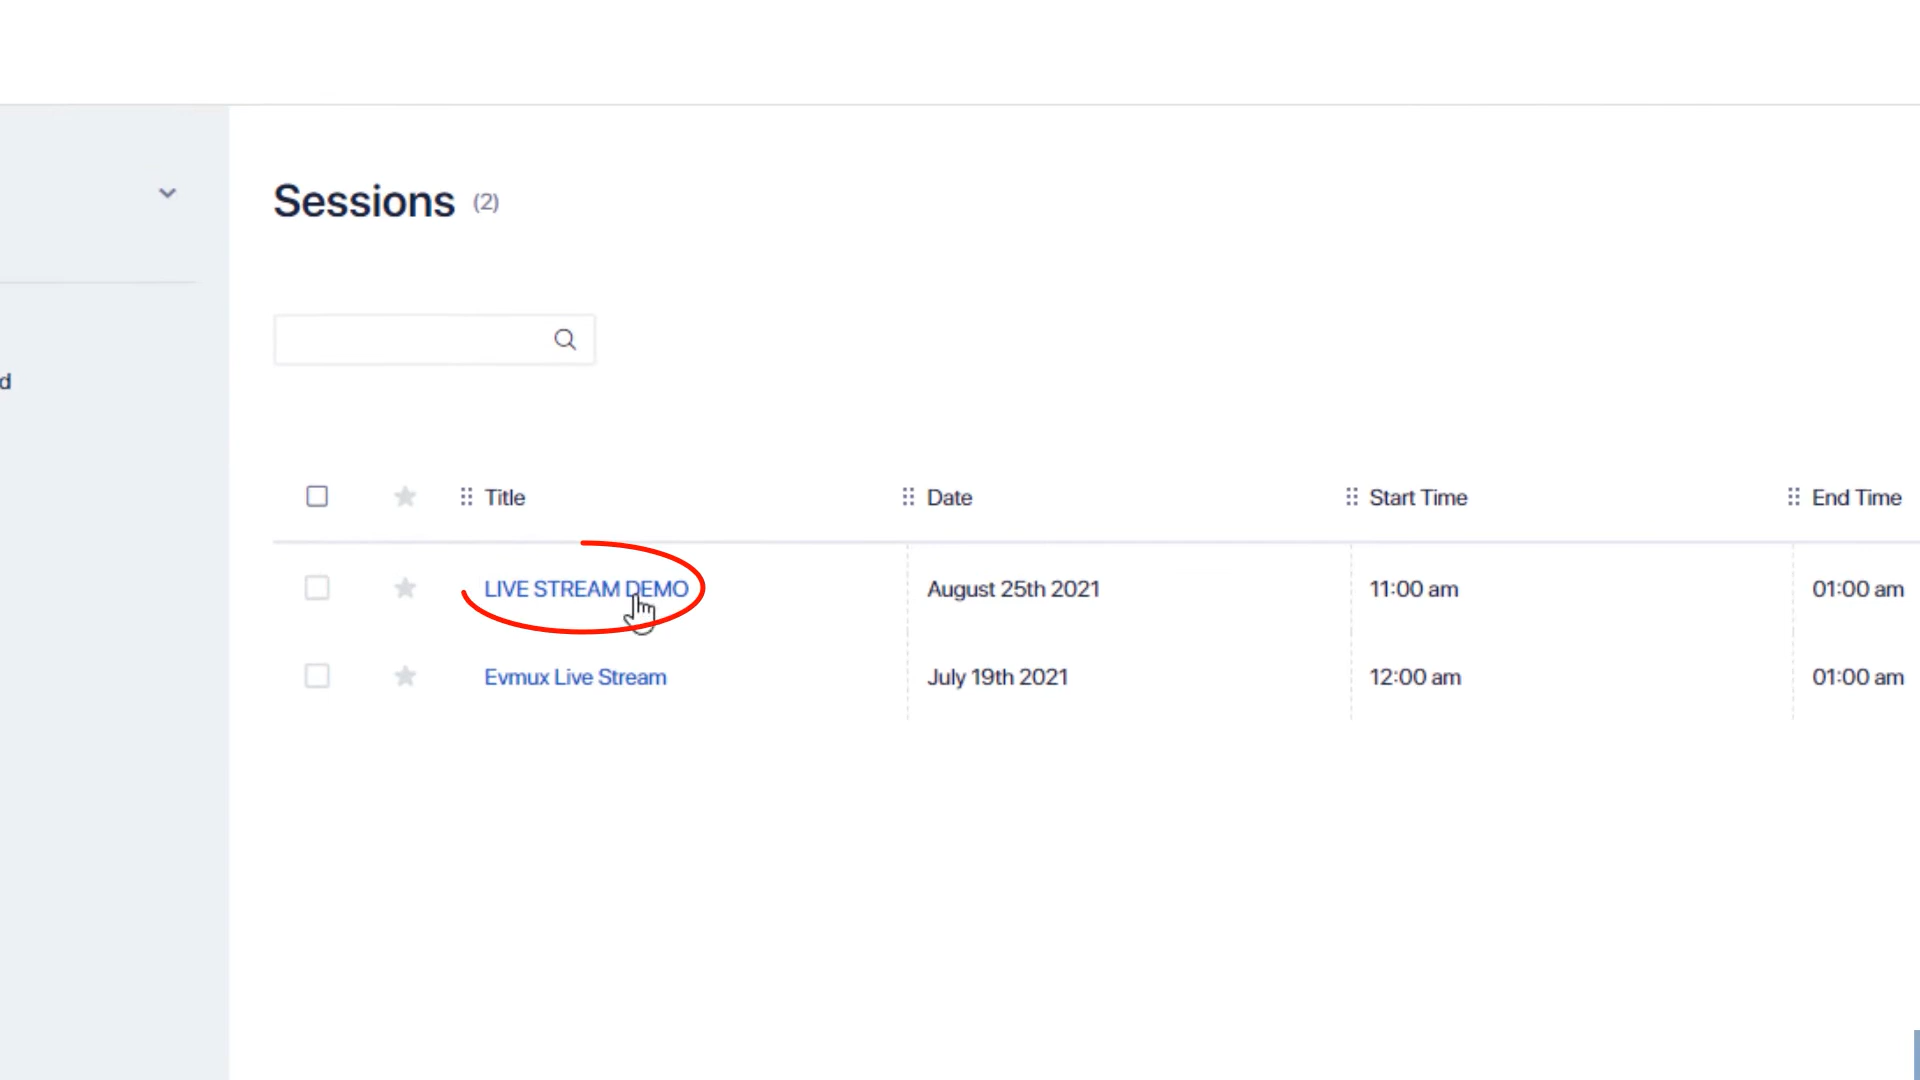 Sessions (2)
d
Title Date Start Time End Time
LIVE STREAM DEMO August 25th 2021 11:00 am 01:00 am
Evmux Live Stream July 19th 2021 12:00 am 01:00 am